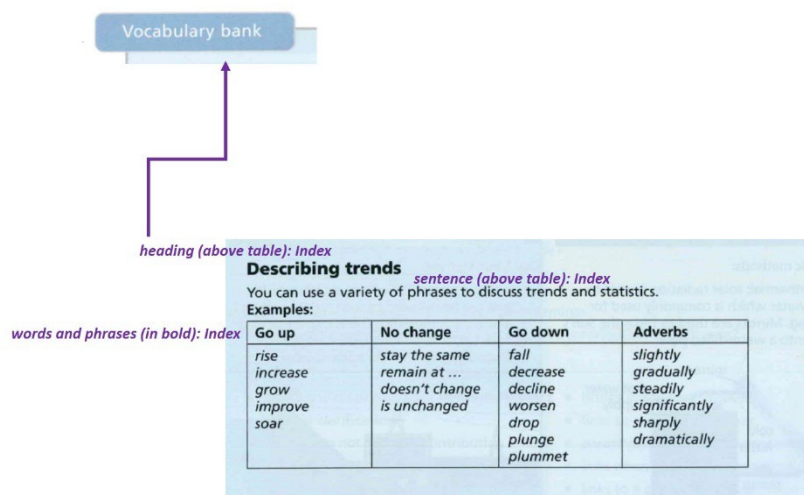 Vocabulary bank
heading (above table): Index
Describing trends
sentence (above table): Index
You can use a variety of phrases to discuss trends and statistics.
Examples:
words and phrases (in bold): Index
Go up No change Go down Adverbs
rise stay the same fall slightly
increase remain at ... decrease gradually
grow doesn't change decline steadily
improve is unchanged worsen significantly
soar drop sharply
plunge dramatically
plummet